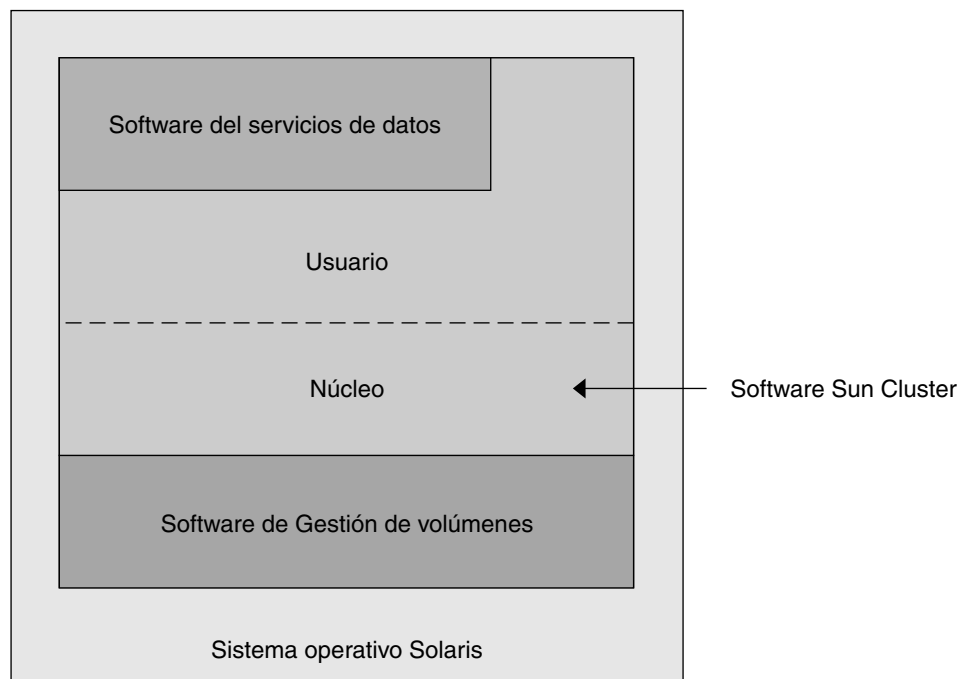 Software del servicios de datos
Usuario
Núcleo
Software Sun Cluster
Software de Gestión de volúmenes
Sistema operativo Solaris